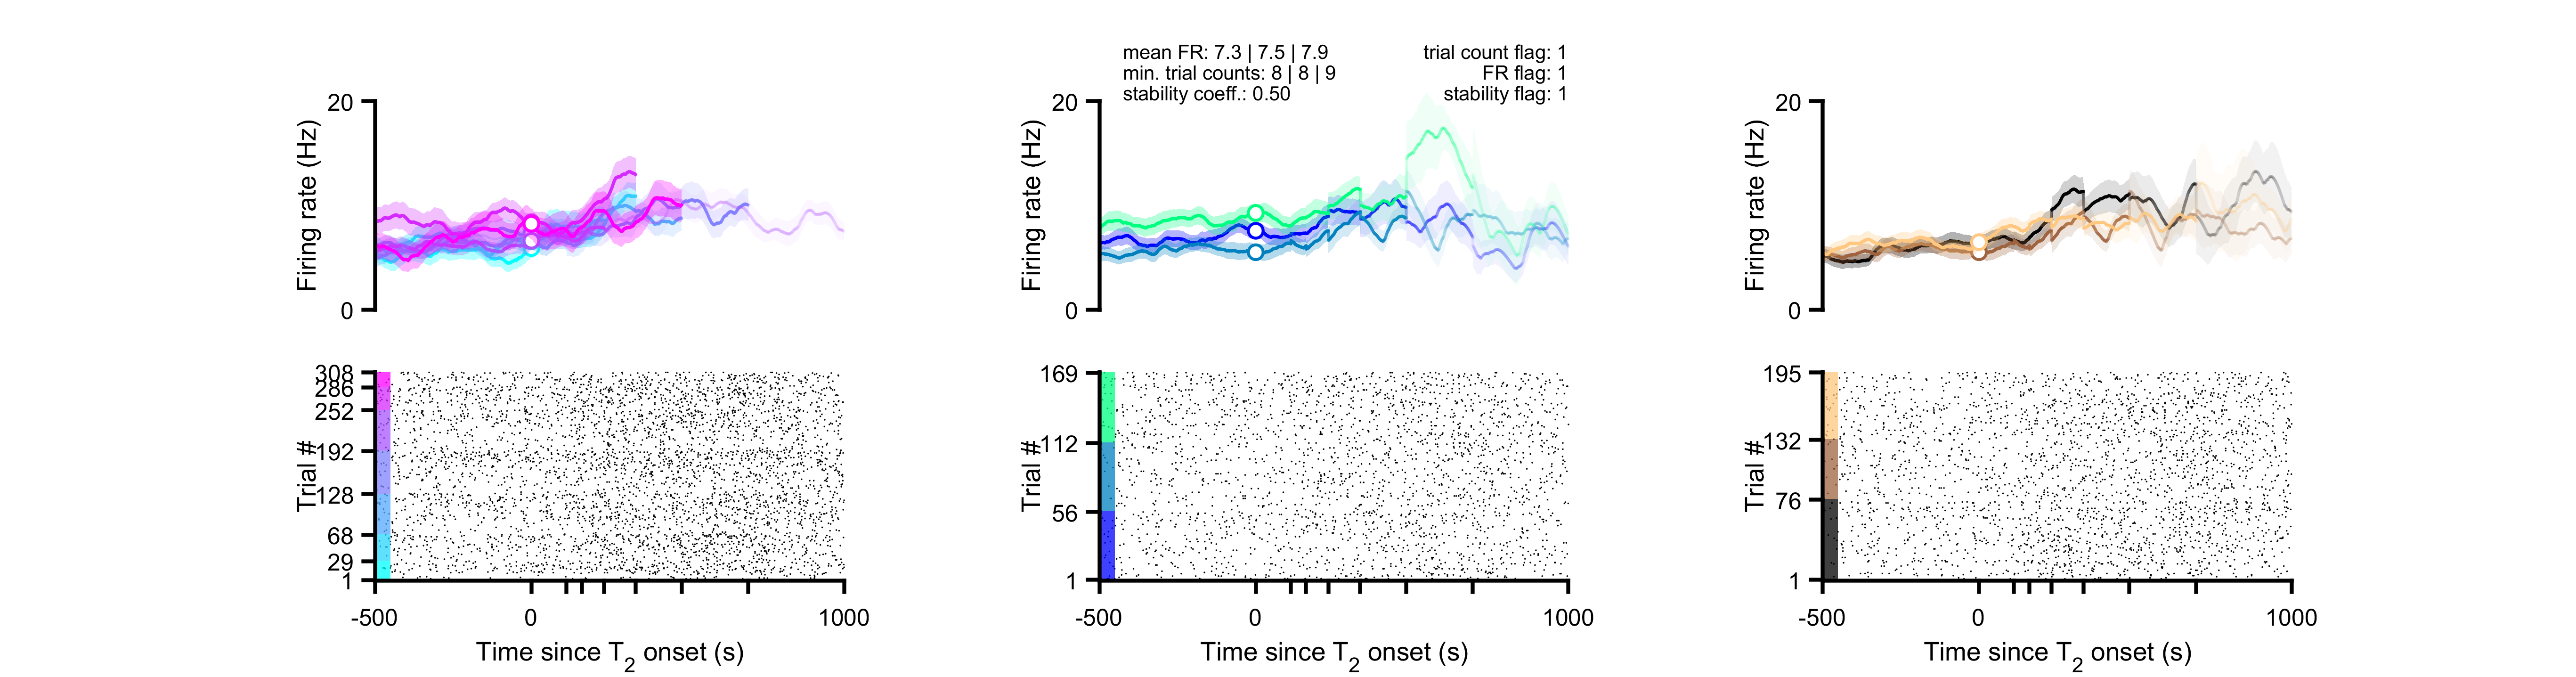 mean FR: 7.3 | 7.5 | 7.9
min. trial counts: 8 | 8 | 9
stability coeff.: 0.50
trial count flag: 1
FR flag: 1
stability flag: 1
20
Firing rate (Hz)
0
20
Firing rate (Hz)
0
20
Firing rate (Hz)
0
308
286
252
192
128
68
29
1
Trial #
-500
0
1000
Time since T2 onset (s)
169
112
56
1
Trial #
-500
0
1000
Time since T2 onset (s)
195
132
76
1
Trial #
-500
0
1000
Time since T2 onset (s)